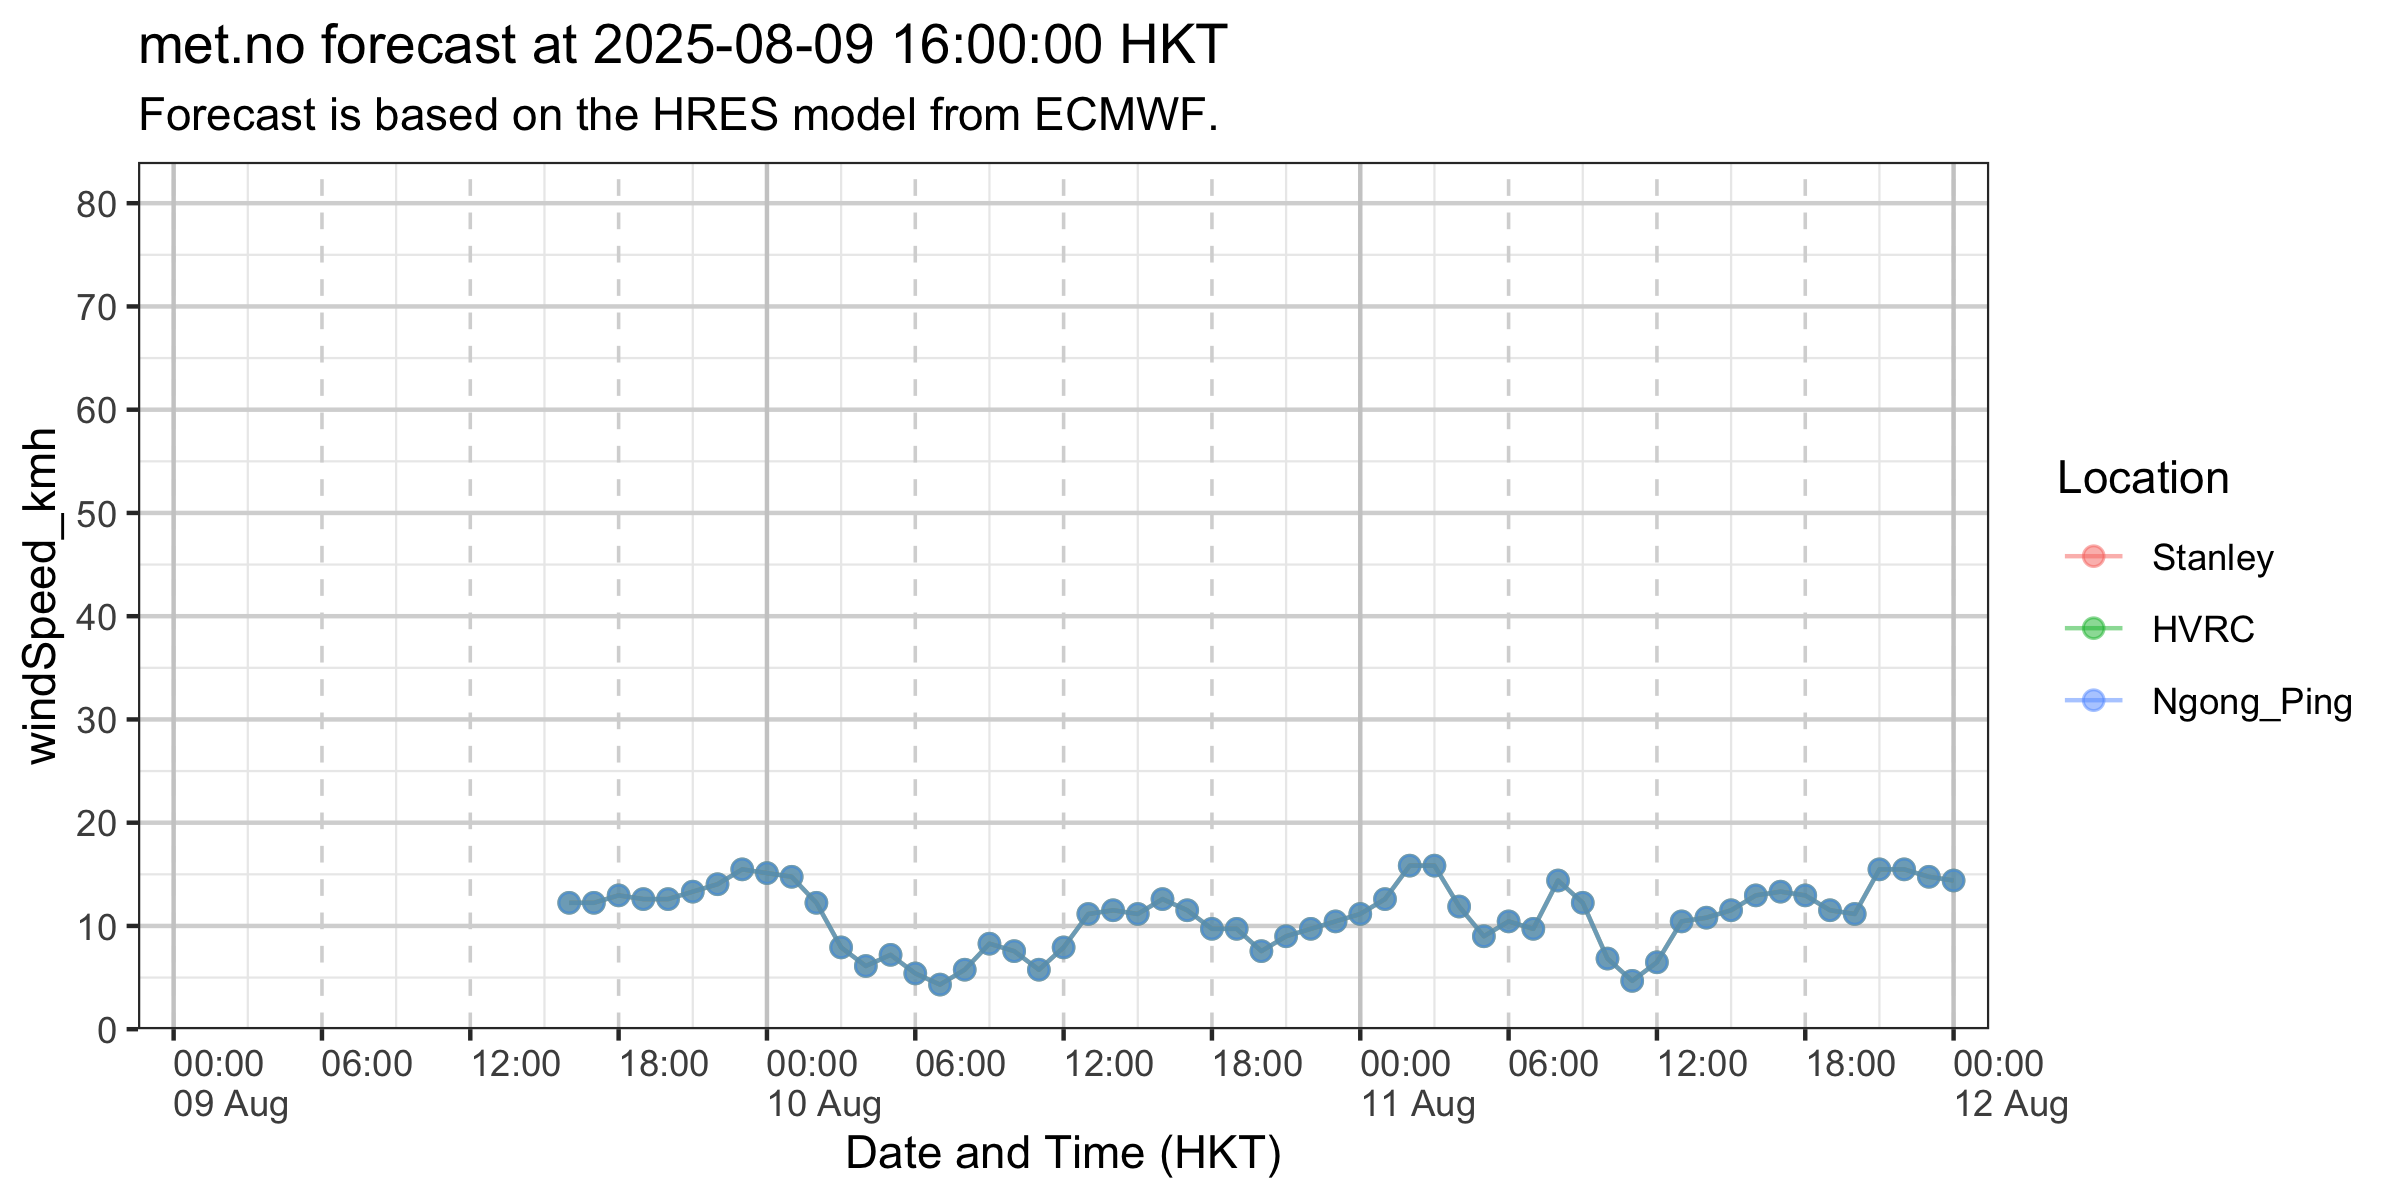 met.no forecast at 2025-08-09 16:00:00 HKT
Forecast is based on the HRES model from ECMWF.
windSpeed_kmh
80
70
60
50
40
30
20
10
0
00:00 06:00 12:00 18:00 00:00 06:00 12:00 18:00 00:00 06:00 12:00 18:00 00:00
09 Aug 10 Aug 11 Aug 12 Aug
Date and Time (HKT)
Location
Stanley
HVRC
Ngong_Ping